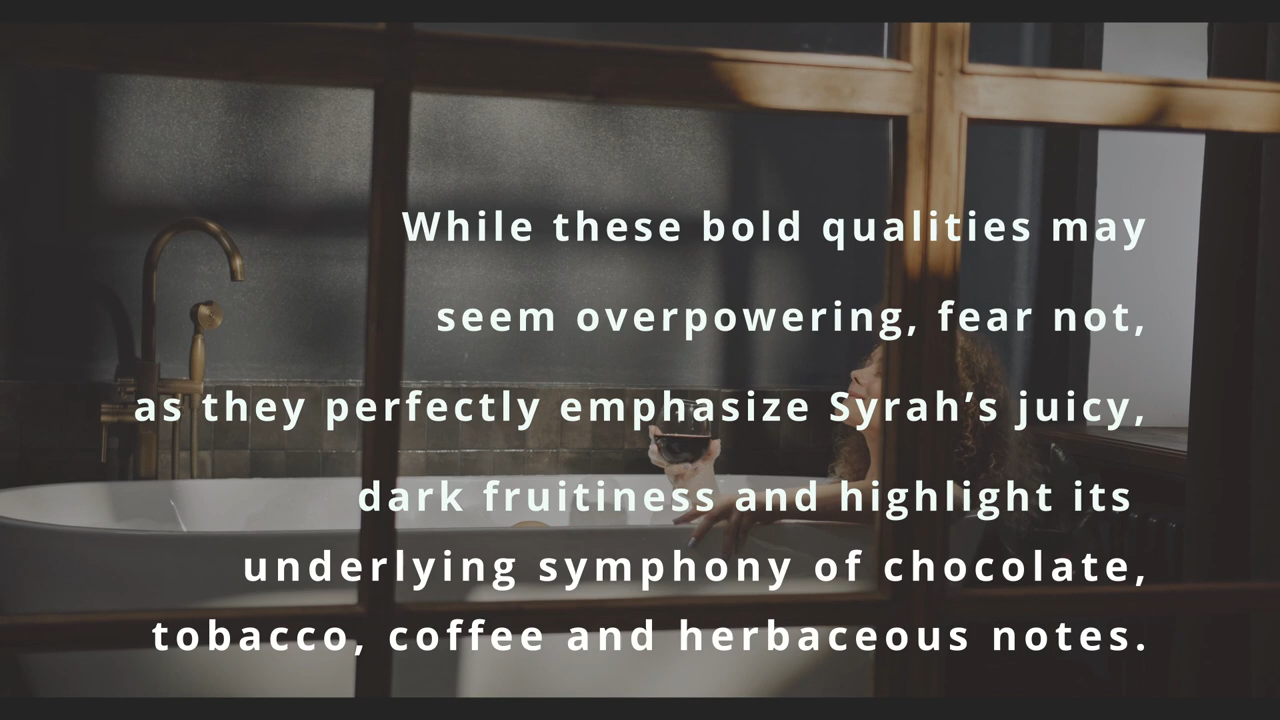 While these bold qualities may
seem overpowering, fear not,
as they perfectly emphasize Syrah’s juicy,
dark fruitiness and highlight its
underlying symphony of chocolate,
tobacco, coffee and herbaceous notes.